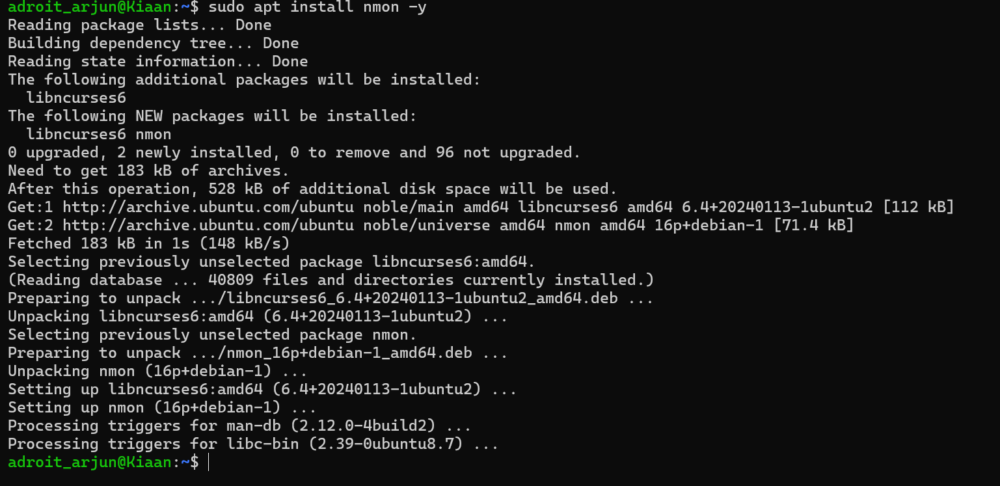 adroit_arjun@Kiaan:~$ sudo apt install nmon -y
Reading package lists... Done
Building dependency tree... Done
Reading state information... Done
The following additional packages will be installed:
  libncurses6
The following NEW packages will be installed:
  libncurses6 nmon
0 upgraded, 2 newly installed, 0 to remove and 96 not upgraded.
Need to get 183 kB of archives.
After this operation, 528 kB of additional disk space will be used.
Get:1 http://archive.ubuntu.com/ubuntu noble/main amd64 libncurses6 amd64 6.4+20240113-1ubuntu2 [112 kB]
Get:2 http://archive.ubuntu.com/ubuntu noble/universe amd64 nmon amd64 16p+debian-1 [71.4 kB]
Fetched 183 kB in 1s (148 kB/s)
Selecting previously unselected package libncurses6:amd64.
(Reading database ... 40809 files and directories currently installed.)
Preparing to unpack .../libncurses6_6.4+20240113-1ubuntu2_amd64.deb ...
Unpacking libncurses6:amd64 (6.4+20240113-1ubuntu2) ...
Selecting previously unselected package nmon.
Preparing to unpack .../nmon_16p+debian-1_amd64.deb ...
Unpacking nmon (16p+debian-1) ...
Setting up libncurses6:amd64 (6.4+20240113-1ubuntu2) ...
Setting up nmon (16p+debian-1) ...
Processing triggers for man-db (2.12.0-4build2) ...
Processing triggers for libc-bin (2.39-0ubuntu8.7) ...
adroit_arjun@Kiaan:~$